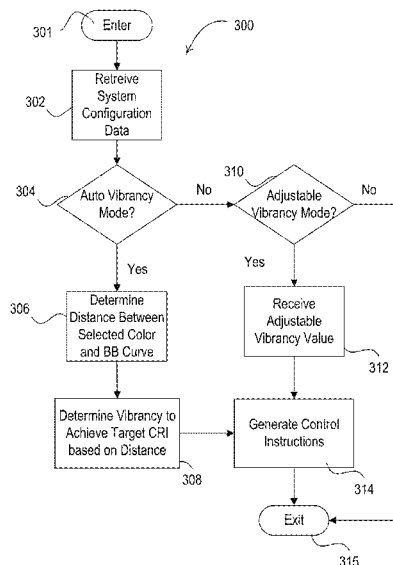 301
Enter
300
302
Retreive
System
Configuration
Data
304
Auto Vibrancy
Mode?
No
310
Adjustable
Vibrancy Mode?
No
Yes
Yes
306
Determine
Distance Between
Selected Color
and BB Curve
Receive
Adjustable
Vibrancy Value
312
Determine Vibrancy to
Achieve Target CRI
based on Distance
308
Generate Control
Instructions
314
Exit
315